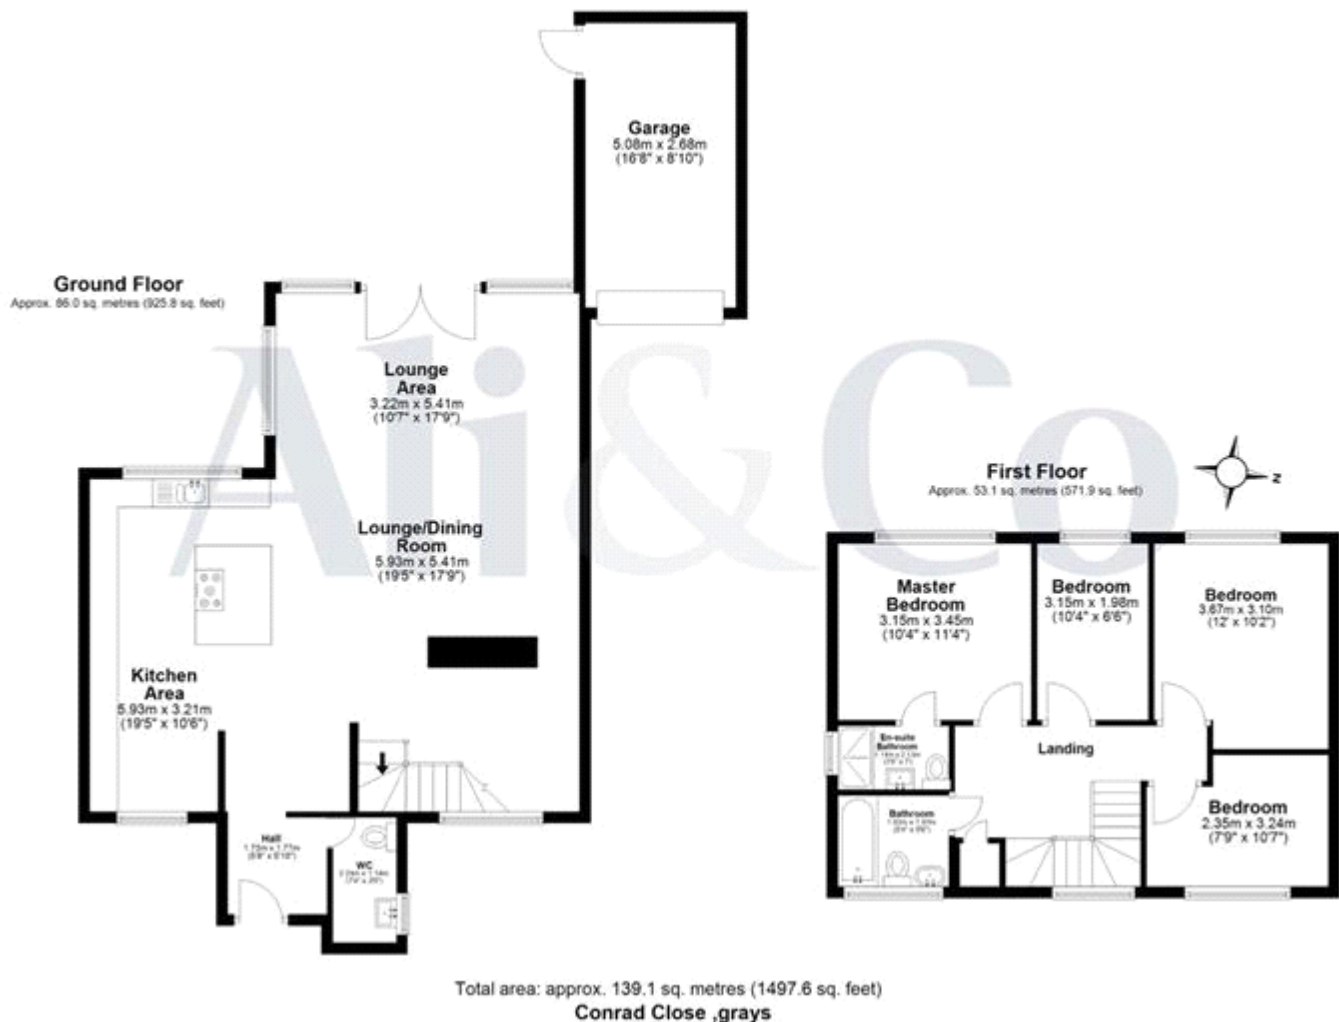 Garage
5.08m x 2.68m
(16'8" x 8'10")
Ground Floor
Approx. 86.0 sq. metres (925.8 sq. feet)
Ali&Co
Lounge
Area
3.22m x 5.41m
(10'7" x 17'9")
Lounge/Dining
Room
5.93m x 5.41m
(19'5" x 17'9")
Kitchen
Area
5.93m x 3.21m
(19'5" x 10'6")
Hall
WC
First Floor
Approx. 53.1 sq. metres (571.9 sq. feet)
N
Master
Bedroom
3.15m x 3.45m
(10'4" x 11'4")
Bedroom
3.15m x 1.98m
(10'4" x 6'6")
Bedroom
3.67m x 3.10m
(12' x 10'2")
En-suite
Bathroom
Landing
Bathroom
Bedroom
2.35m x 3.24m
(7'9" x 10'7")
Total area: approx. 139.1 sq. metres (1497.6 sq. feet)
Conrad Close ,grays